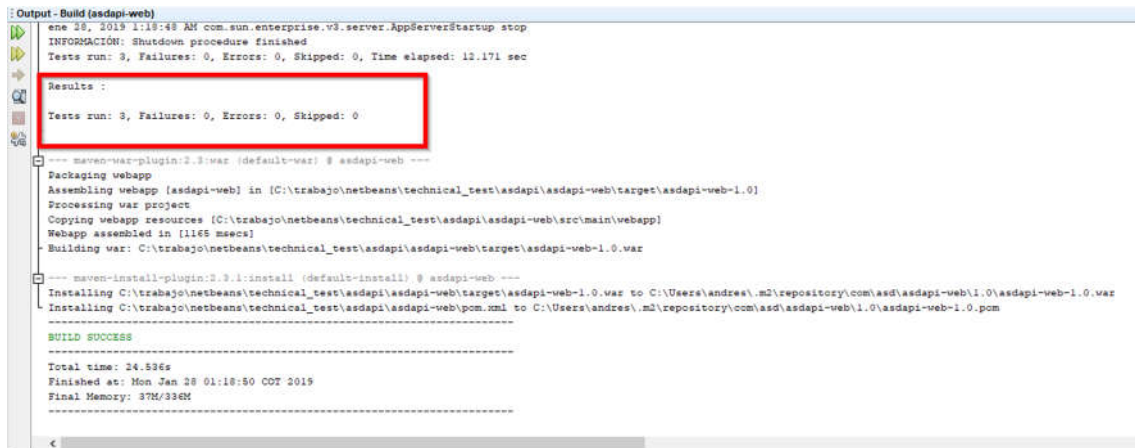 Output - Build (asdapi-web)
ene 28, 2019 1:18:48 AM com.sun.enterprise.v3.server.AppServerStartup stop
INFORMACIÓN: Shutdown procedure finished
Tests run: 3, Failures: 0, Errors: 0, Skipped: 0, Time elapsed: 12.171 sec
Results :
Tests run: 3, Failures: 0, Errors: 0, Skipped: 0
--- maven-war-plugin:2.3:war (default-war) @ asdapi-web ---
Packaging webapp
Assembling webapp [asdapi-web] in [C:\trabajo\netbeans\technical_test\asdapi\asdapi-web\target\asdapi-web-1.0]
Processing war project
Copying webapp resources [C:\trabajo\netbeans\technical_test\asdapi\asdapi-web\src\main\webapp]
Webapp assembled in [1165 msecs]
Building war: C:\trabajo\netbeans\technical_test\asdapi\asdapi-web\target\asdapi-web-1.0.war
--- maven-install-plugin:2.3.1:install (default-install) @ asdapi-web ---
Installing C:\trabajo\netbeans\technical_test\asdapi\asdapi-web\target\asdapi-web-1.0.war to C:\Users\andres\.m2\repository\com\asd\asdapi-web\1.0\asdapi-web-1.0.war
Installing C:\trabajo\netbeans\technical_test\asdapi\asdapi-web\pom.xml to C:\Users\andres\.m2\repository\com\asd\asdapi-web\1.0\asdapi-web-1.0.pom
------------------------------------------------------------------------
BUILD SUCCESS
------------------------------------------------------------------------
Total time: 24.536s
Finished at: Mon Jan 28 01:18:50 COT 2019
Final Memory: 37M/336M
------------------------------------------------------------------------